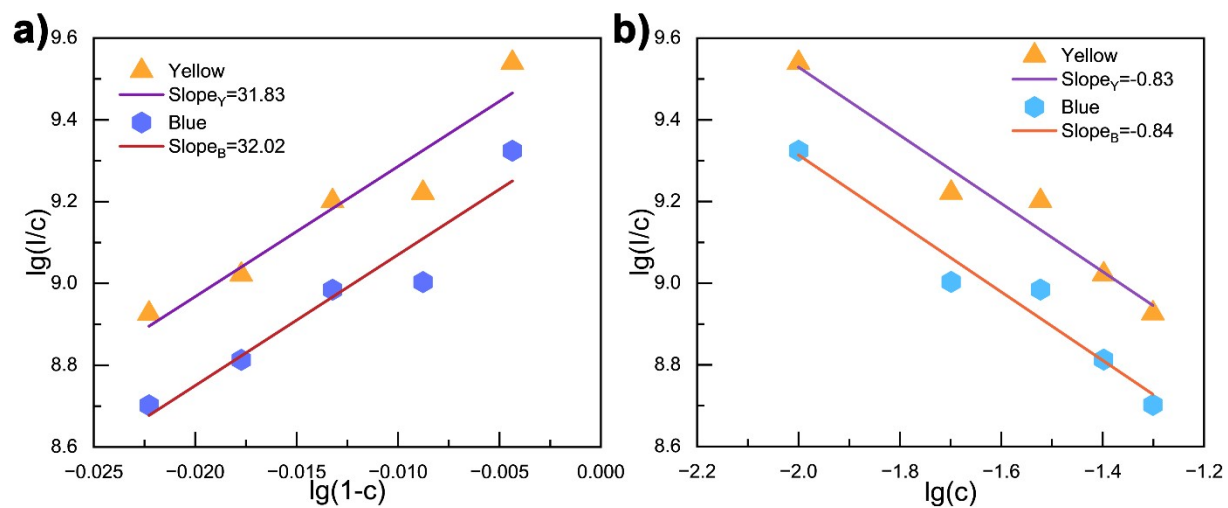 a)
9.6
9.4
9.2
9.0
8.8
8.6
lg(I/c)
Yellow
Slope_Y=31.83
Blue
Slope_B=32.02
−0.025
−0.020
−0.015
−0.010
−0.005
0.000
lg(1-c)
b)
9.6
9.4
9.2
9.0
8.8
8.6
lg(I/c)
Yellow
Slope_Y=-0.83
Blue
Slope_B=-0.84
−2.2
−2.0
−1.8
−1.6
−1.4
−1.2
lg(c)